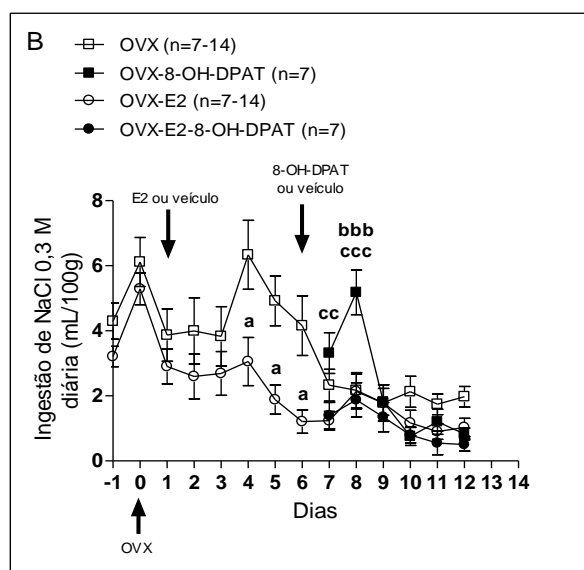 B
OVX (n=7-14)
OVX-8-OH-DPAT (n=7)
OVX-E2 (n=7-14)
OVX-E2-8-OH-DPAT (n=7)
E2 ou veículo
8-OH-DPAT
ou veículo
Ingestão de NaCl 0,3 M
diária (mL/100g)
8
6
4
2
0
bbb
ccc
cc
a
a
a
-1 0 1 2 3 4 5 6 7 8 9 10 11 12 13 14
Dias
OVX